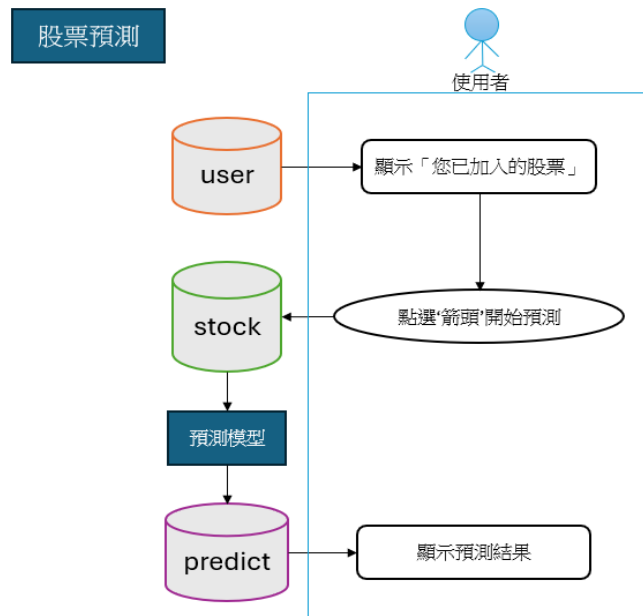 股票預測
使用者
user
顯示「您已加入的股票」
stock
點選‘箭頭’開始預測
預測模型
predict
顯示預測結果